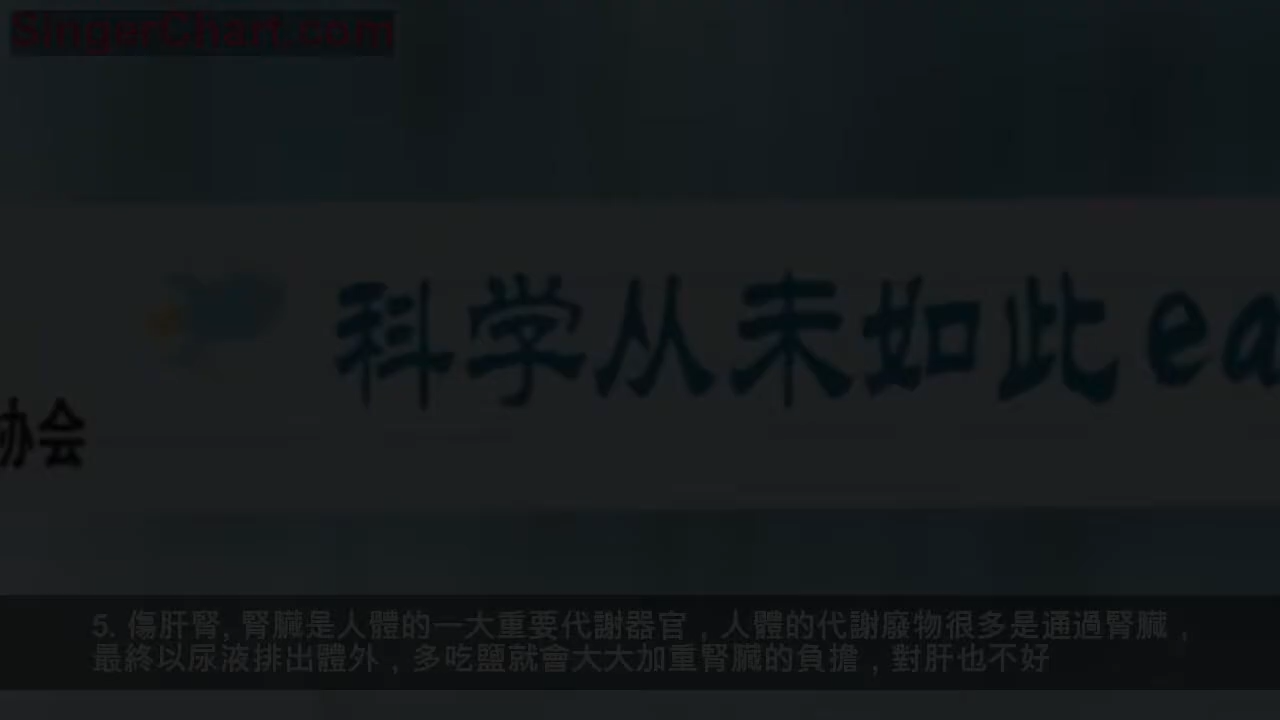 SingerChart.com
科学从未如此 ea
协会
5. 傷肝腎, 腎臟是人體的一大重要代謝器官，人體的代謝廢物很多是通過腎臟，
最終以尿液排出體外，多吃鹽就會大大加重腎臟的負擔，對肝也不好